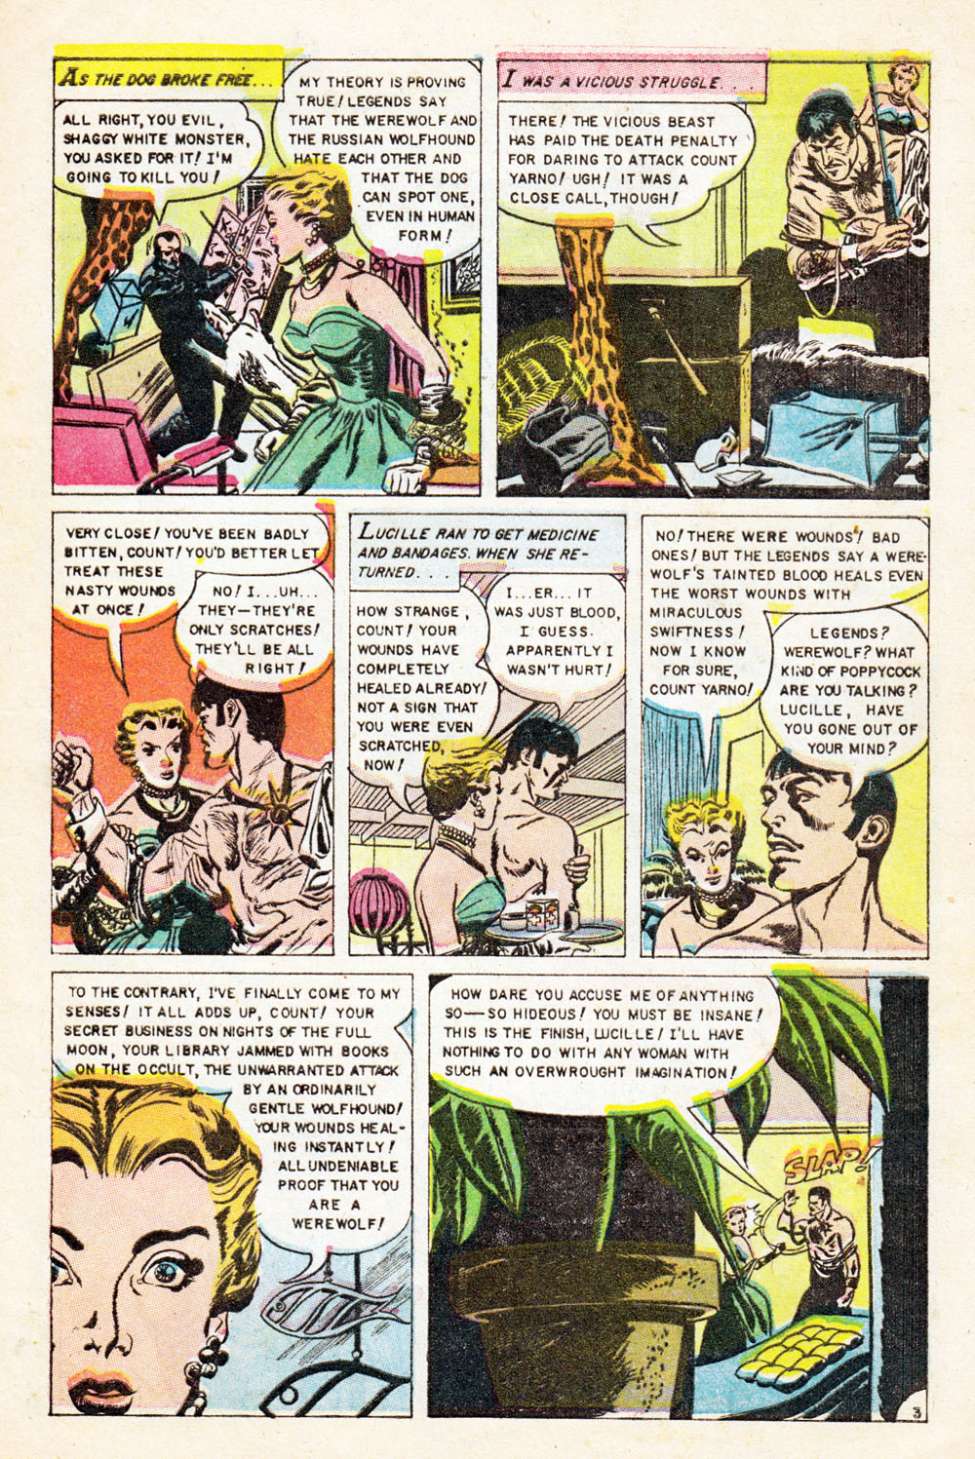 AS THE DOG BROKE FREE...
ALL RIGHT, YOU EVIL,
SHAGGY WHITE MONSTER,
YOU ASKED FOR IT! I'M
GOING TO KILL YOU!
MY THEORY IS PROVING
TRUE! LEGENDS SAY
THAT THE WEREWOLF AND
THE RUSSIAN WOLFHOUND
HATE EACH OTHER AND
THAT THE DOG
CAN SPOT ONE,
EVEN IN HUMAN
FORM!
IT WAS A VICIOUS STRUGGLE. . . .
THERE! THE VICIOUS BEAST
HAS PAID THE DEATH PENALTY
FOR DARING TO ATTACK COUNT
YARNO! UGH! IT WAS A
CLOSE CALL, THOUGH!
VERY CLOSE! YOU'VE BEEN BADLY
BITTEN, COUNT! YOU'D BETTER LET
TREAT THESE
NASTY WOUNDS
AT ONCE!
NO! I...UH...
THEY—THEY'RE
ONLY SCRATCHES!
THEY'LL BE ALL
RIGHT!
LUCILLE RAN TO GET MEDICINE
AND BANDAGES. WHEN SHE RE-
TURNED. . . .
HOW STRANGE,
COUNT! YOUR
WOUNDS HAVE
COMPLETELY
HEALED ALREADY!
NOT A SIGN THAT
YOU WERE EVEN
SCRATCHED,
NOW!
I...ER... IT
WAS JUST BLOOD,
I GUESS.
APPARENTLY I
WASN'T HURT!
NO! THERE WERE WOUNDS! BAD
ONES! BUT THE LEGENDS SAY A WERE-
WOLF'S TAINTED BLOOD HEALS EVEN
THE WORST WOUNDS WITH
MIRACULOUS
SWIFTNESS!
NOW I KNOW
FOR SURE,
COUNT YARNO!
LEGENDS?
WEREWOLF? WHAT
KIND OF POPPYCOCK
ARE YOU TALKING?
LUCILLE, HAVE
YOU GONE OUT OF
YOUR MIND?
TO THE CONTRARY, I'VE FINALLY COME TO MY
SENSES! IT ALL ADDS UP, COUNT! YOUR
SECRET BUSINESS ON NIGHTS OF THE FULL
MOON, YOUR LIBRARY JAMMED WITH BOOKS
ON THE OCCULT, THE UNWARRANTED ATTACK
BY AN ORDINARILY
GENTLE WOLFHOUND!
YOUR WOUNDS HEAL-
ING INSTANTLY!
ALL UNDENIABLE
PROOF THAT YOU
ARE A
WEREWOLF!
HOW DARE YOU ACCUSE ME OF ANYTHING
SO—SO HIDEOUS! YOU MUST BE INSANE!
THIS IS THE FINISH, LUCILLE! I'LL HAVE
NOTHING TO DO WITH ANY WOMAN WITH
SUCH AN OVERWROUGHT IMAGINATION!
SLAP!
3